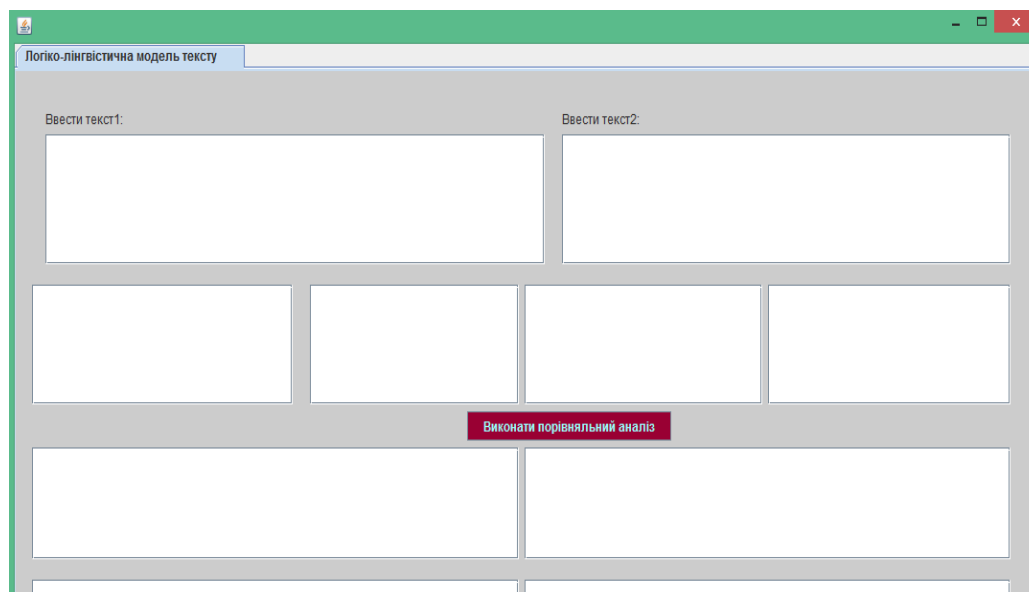 Логіко-лінгвістична модель тексту
Ввести текст1:
Ввести текст2:
Виконати порівняльний аналіз